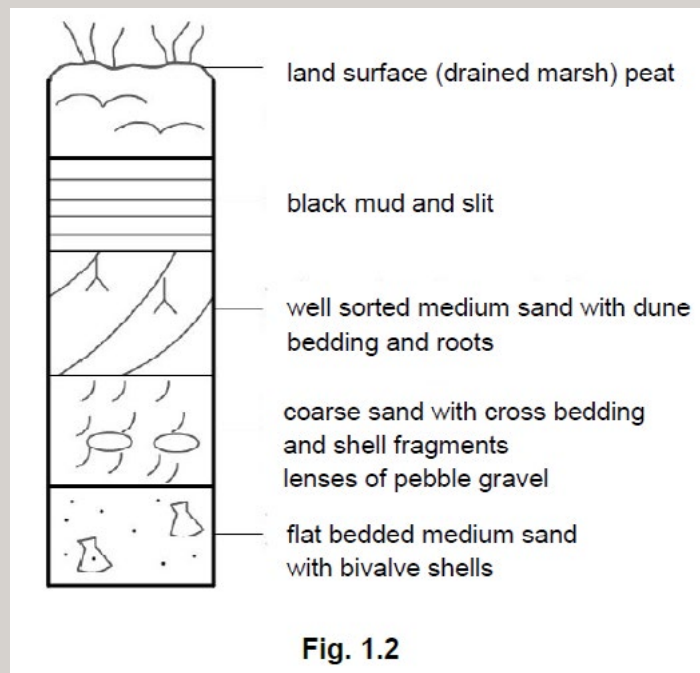 land surface (drained marsh) peat
black mud and slit
well sorted medium sand with dune
bedding and roots
coarse sand with cross bedding
and shell fragments
lenses of pebble gravel
flat bedded medium sand
with bivalve shells
Fig. 1.2